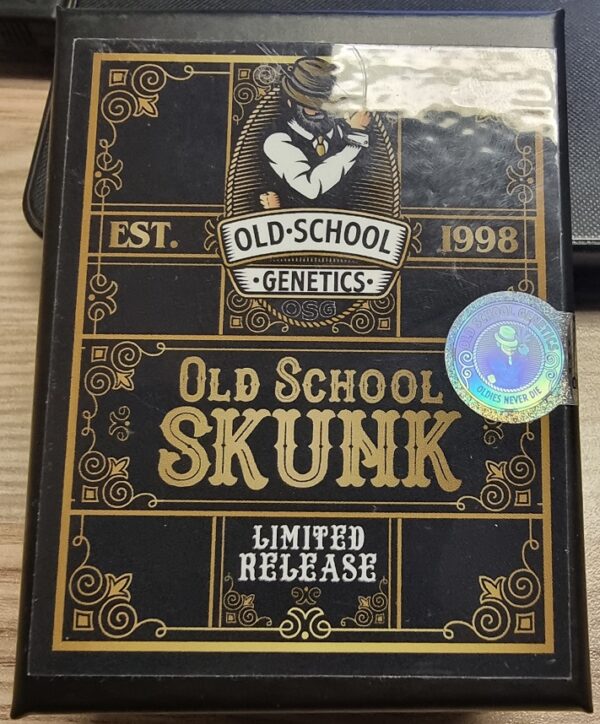 EST.
OLD·SCHOOL
1998
·GENETICS·
OSG
OLD SCHOOL GENETICS
OLDIES NEVER DIE
OLD SCHOOL
SKUNK
LIMITED
RELEASE